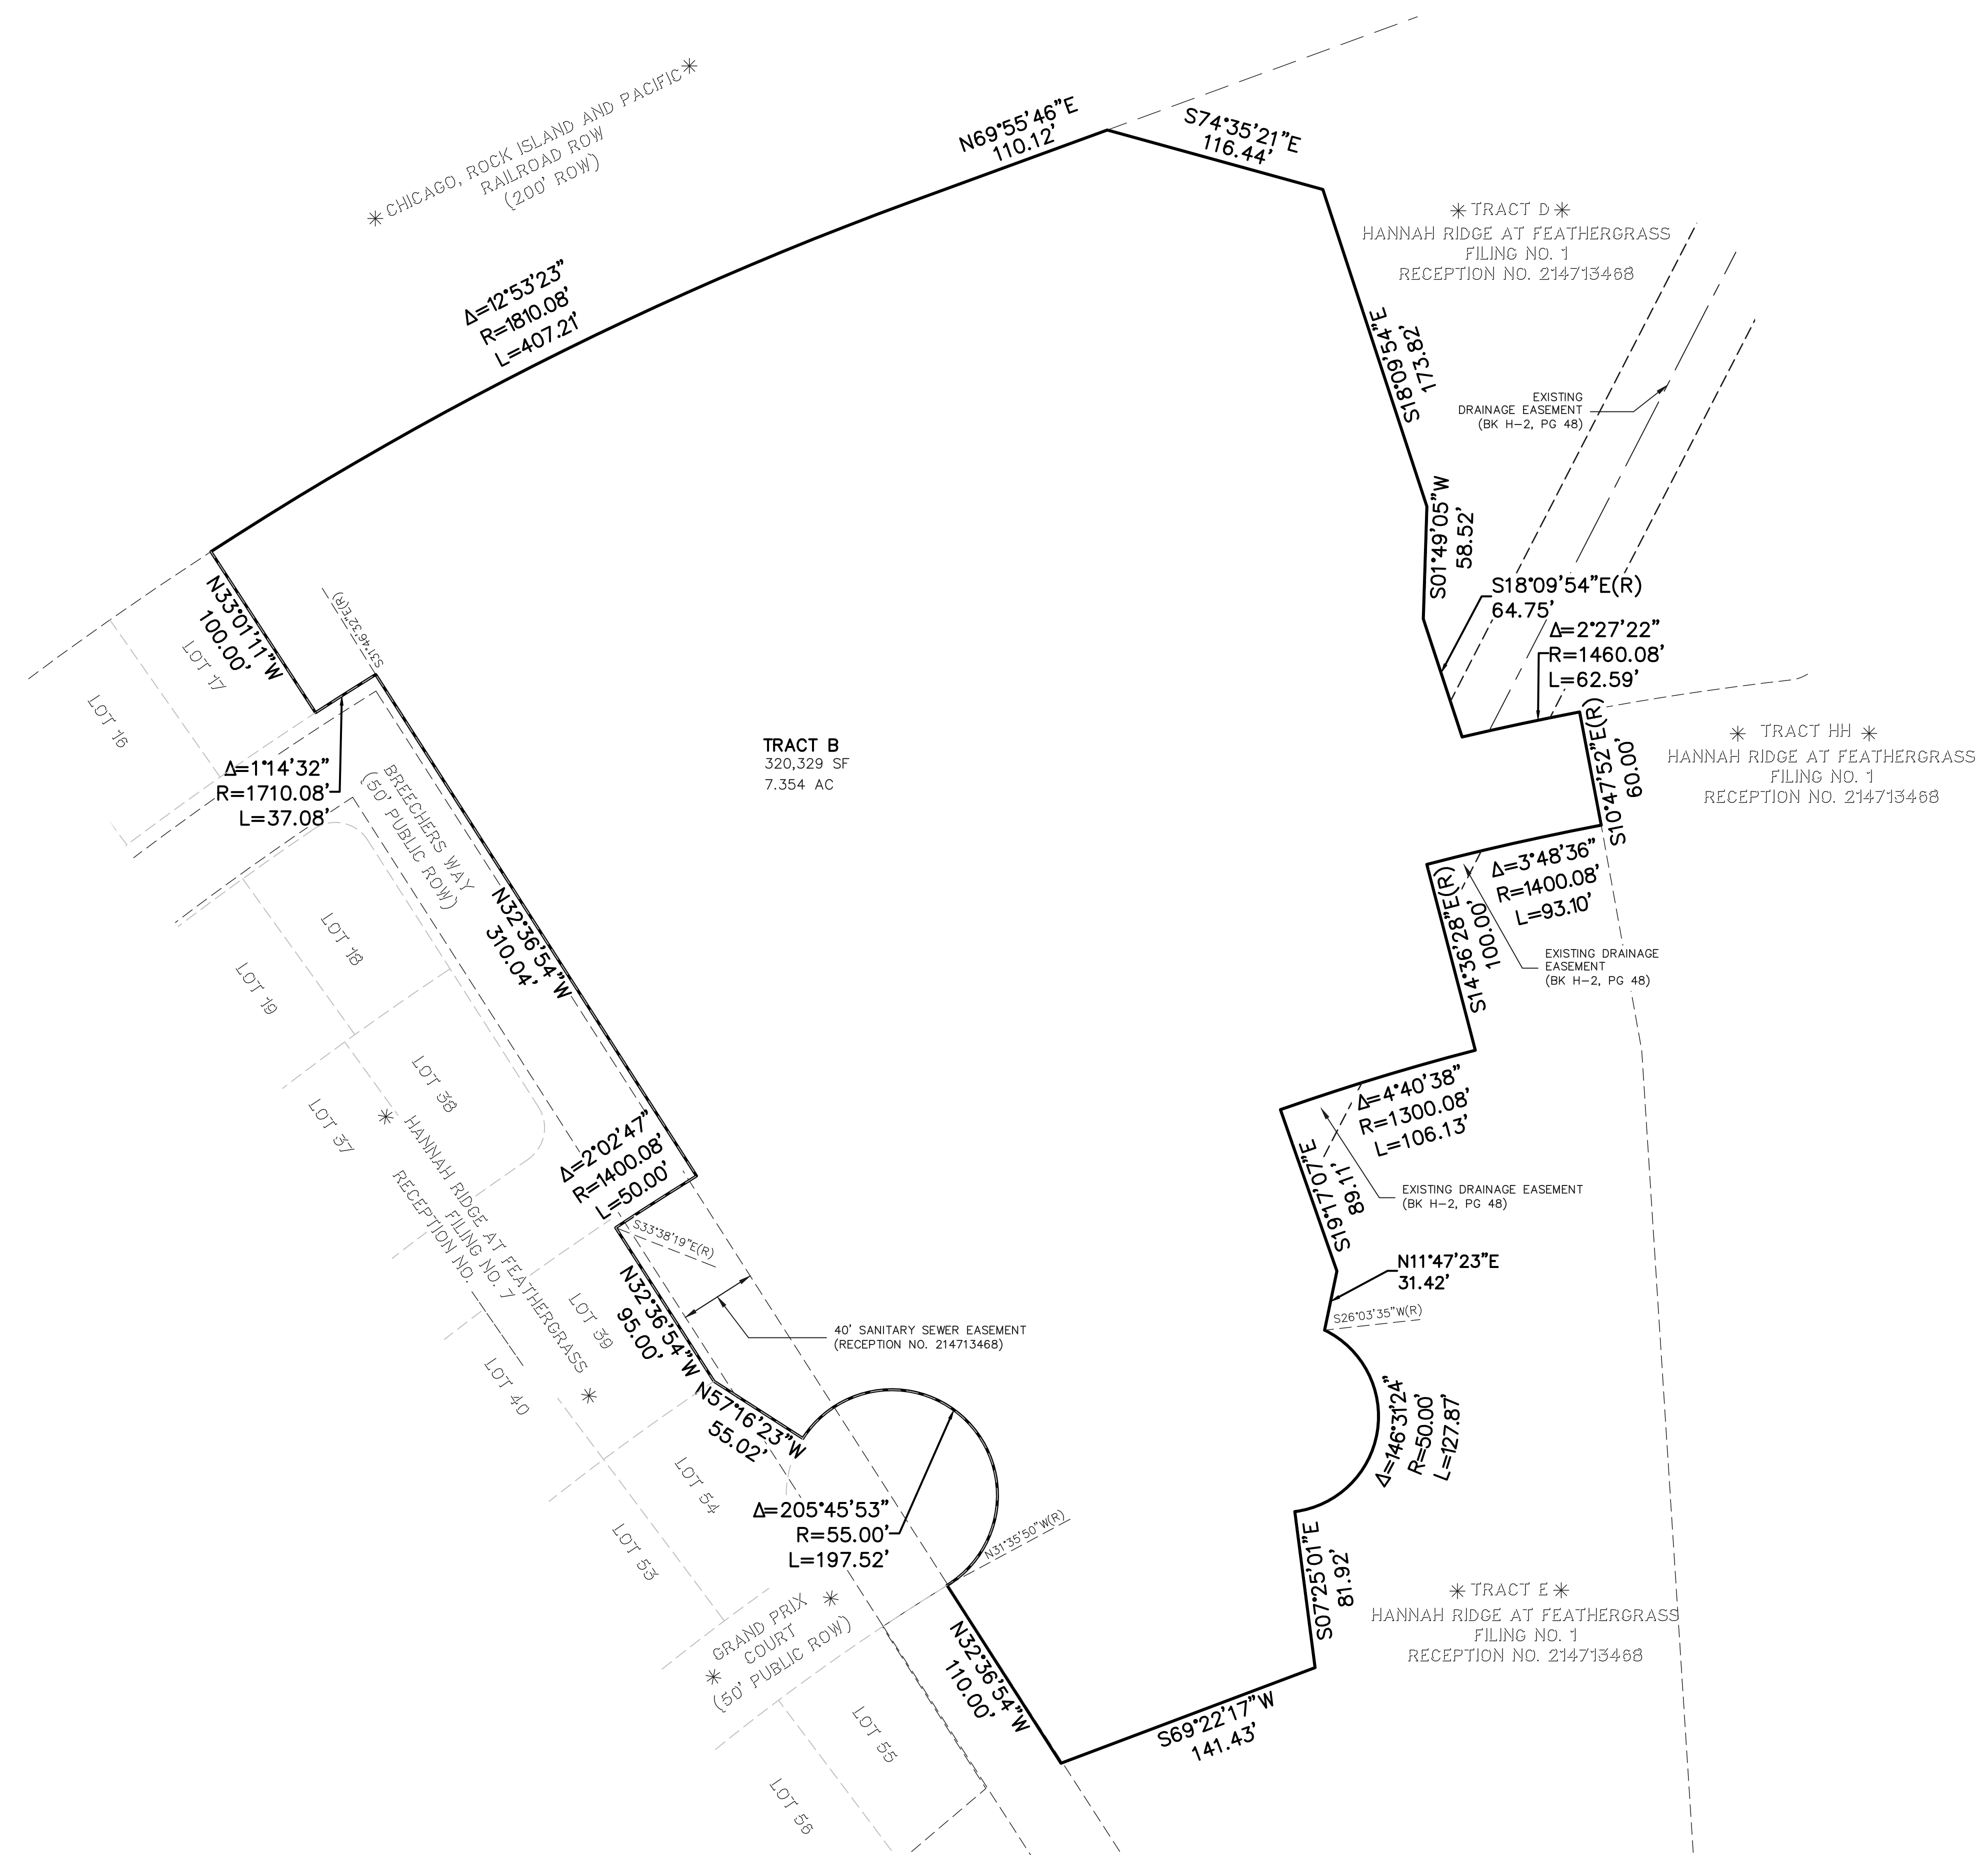 ✳CHICAGO, ROCK ISLAND AND PACIFIC✳
RAILROAD ROW
(200' ROW)
N69°55'46"E
110.12'
S74°35'21"E
116.44'
✳ TRACT D ✳
HANNAH RIDGE AT FEATHERGRASS
FILING NO. 1
RECEPTION NO. 214713468
Δ=12°53'23"
R=1810.08'
L=407.21'
S18°09'54"E
173.82'
EXISTING
DRAINAGE EASEMENT
(BK H-2, PG 48)
S01°49'05"W
58.52'
S18°09'54"E(R)
64.75'
Δ=2°27'22"
R=1460.08'
L=62.59'
N33°01'11"W
100.00'
S31°46'32"E(R)
LOT 17
LOT 16
Δ=1°14'32"
R=1710.08'
L=37.08'
TRACT B
320,329 SF
7.354 AC
S10°47'52"E(R)
60.00'
✳ TRACT HH ✳
HANNAH RIDGE AT FEATHERGRASS
FILING NO. 1
RECEPTION NO. 214713468
BREECHERS WAY
(50' PUBLIC ROW)
Δ=3°48'36"
R=1400.08'
L=93.10'
S14°36'28"E(R)
100.00'
EXISTING DRAINAGE
EASEMENT
(BK H-2, PG 48)
N32°36'54"W
310.04'
LOT 18
LOT 19
LOT 38
LOT 37
Δ=4°40'38"
R=1300.08'
L=106.13'
Δ=2°02'47"
R=1400.08'
L=50.00'
✳ HANNAH RIDGE AT FEATHERGRASS ✳
FILING NO. 7
RECEPTION NO.
S19°17'07"E
89.11'
EXISTING DRAINAGE EASEMENT
(BK H-2, PG 48)
S33°38'19"E(R)
N11°47'23"E
31.42'
S26°03'35"W(R)
N32°36'54"W
95.00'
LOT 39
LOT 40
40' SANITARY SEWER EASEMENT
(RECEPTION NO. 214713468)
N57°16'23"W
55.02'
Δ=146°31'24"
R=50.00'
L=127.87'
LOT 54
LOT 53
Δ=205°45'53"
R=55.00'
L=197.52'
N31°35'50"W(R)
S07°25'01"E
81.92'
✳ TRACT E ✳
HANNAH RIDGE AT FEATHERGRASS
FILING NO. 1
RECEPTION NO. 214713468
GRAND PRIX ✳
✳ COURT
(50' PUBLIC ROW)
N32°36'54"W
110.00'
S69°22'17"W
141.43'
LOT 55
LOT 56